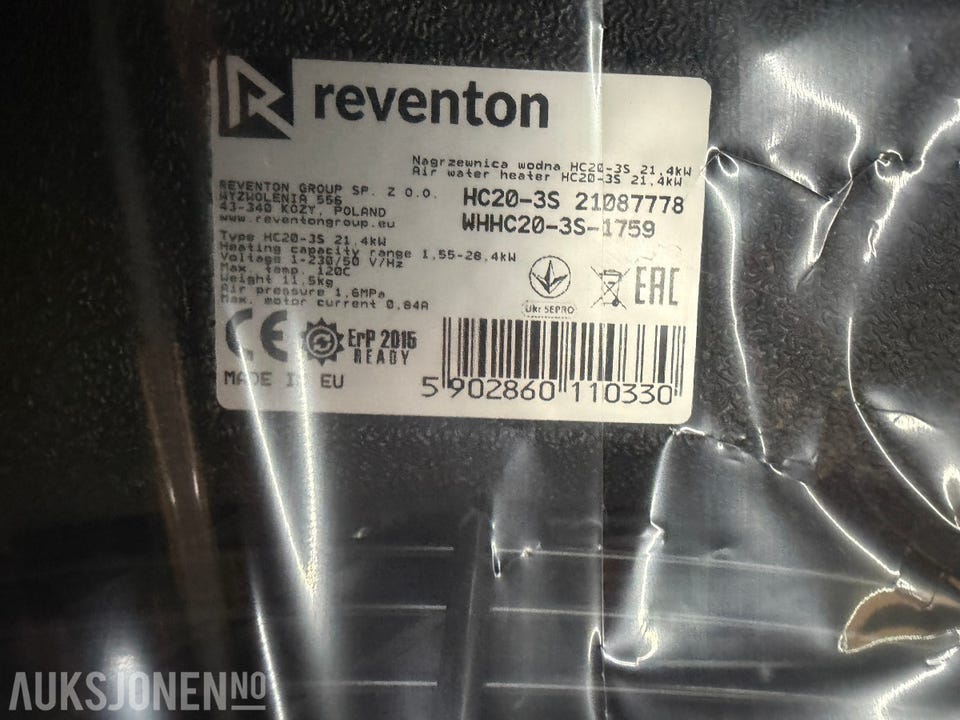 reventon
Nagrzewnica wodna HC20-3S 21,4kW
Air water heater HC20-3S 21,4kW
HC20-3S 21087778
WHHC20-3S-1759
REVENTON GROUP SP. Z O.O.
WYZWOLENIA 556
43-340 KOZY, POLAND
www.reventongroup.eu
Type HC20-3S 21,4kW
Heating capacity range 1,55-28,4kW
Voltage 1-230/50 V/Hz
Max. temp. 120C
Weight 11,5kg
Air pressure 1,6MPa
Max. motor current 0,84A
Ukr SEPRO
EAC
CE
ErP 2015
READY
MADE IN EU
5 902860 110330
AUKSJONEN NO